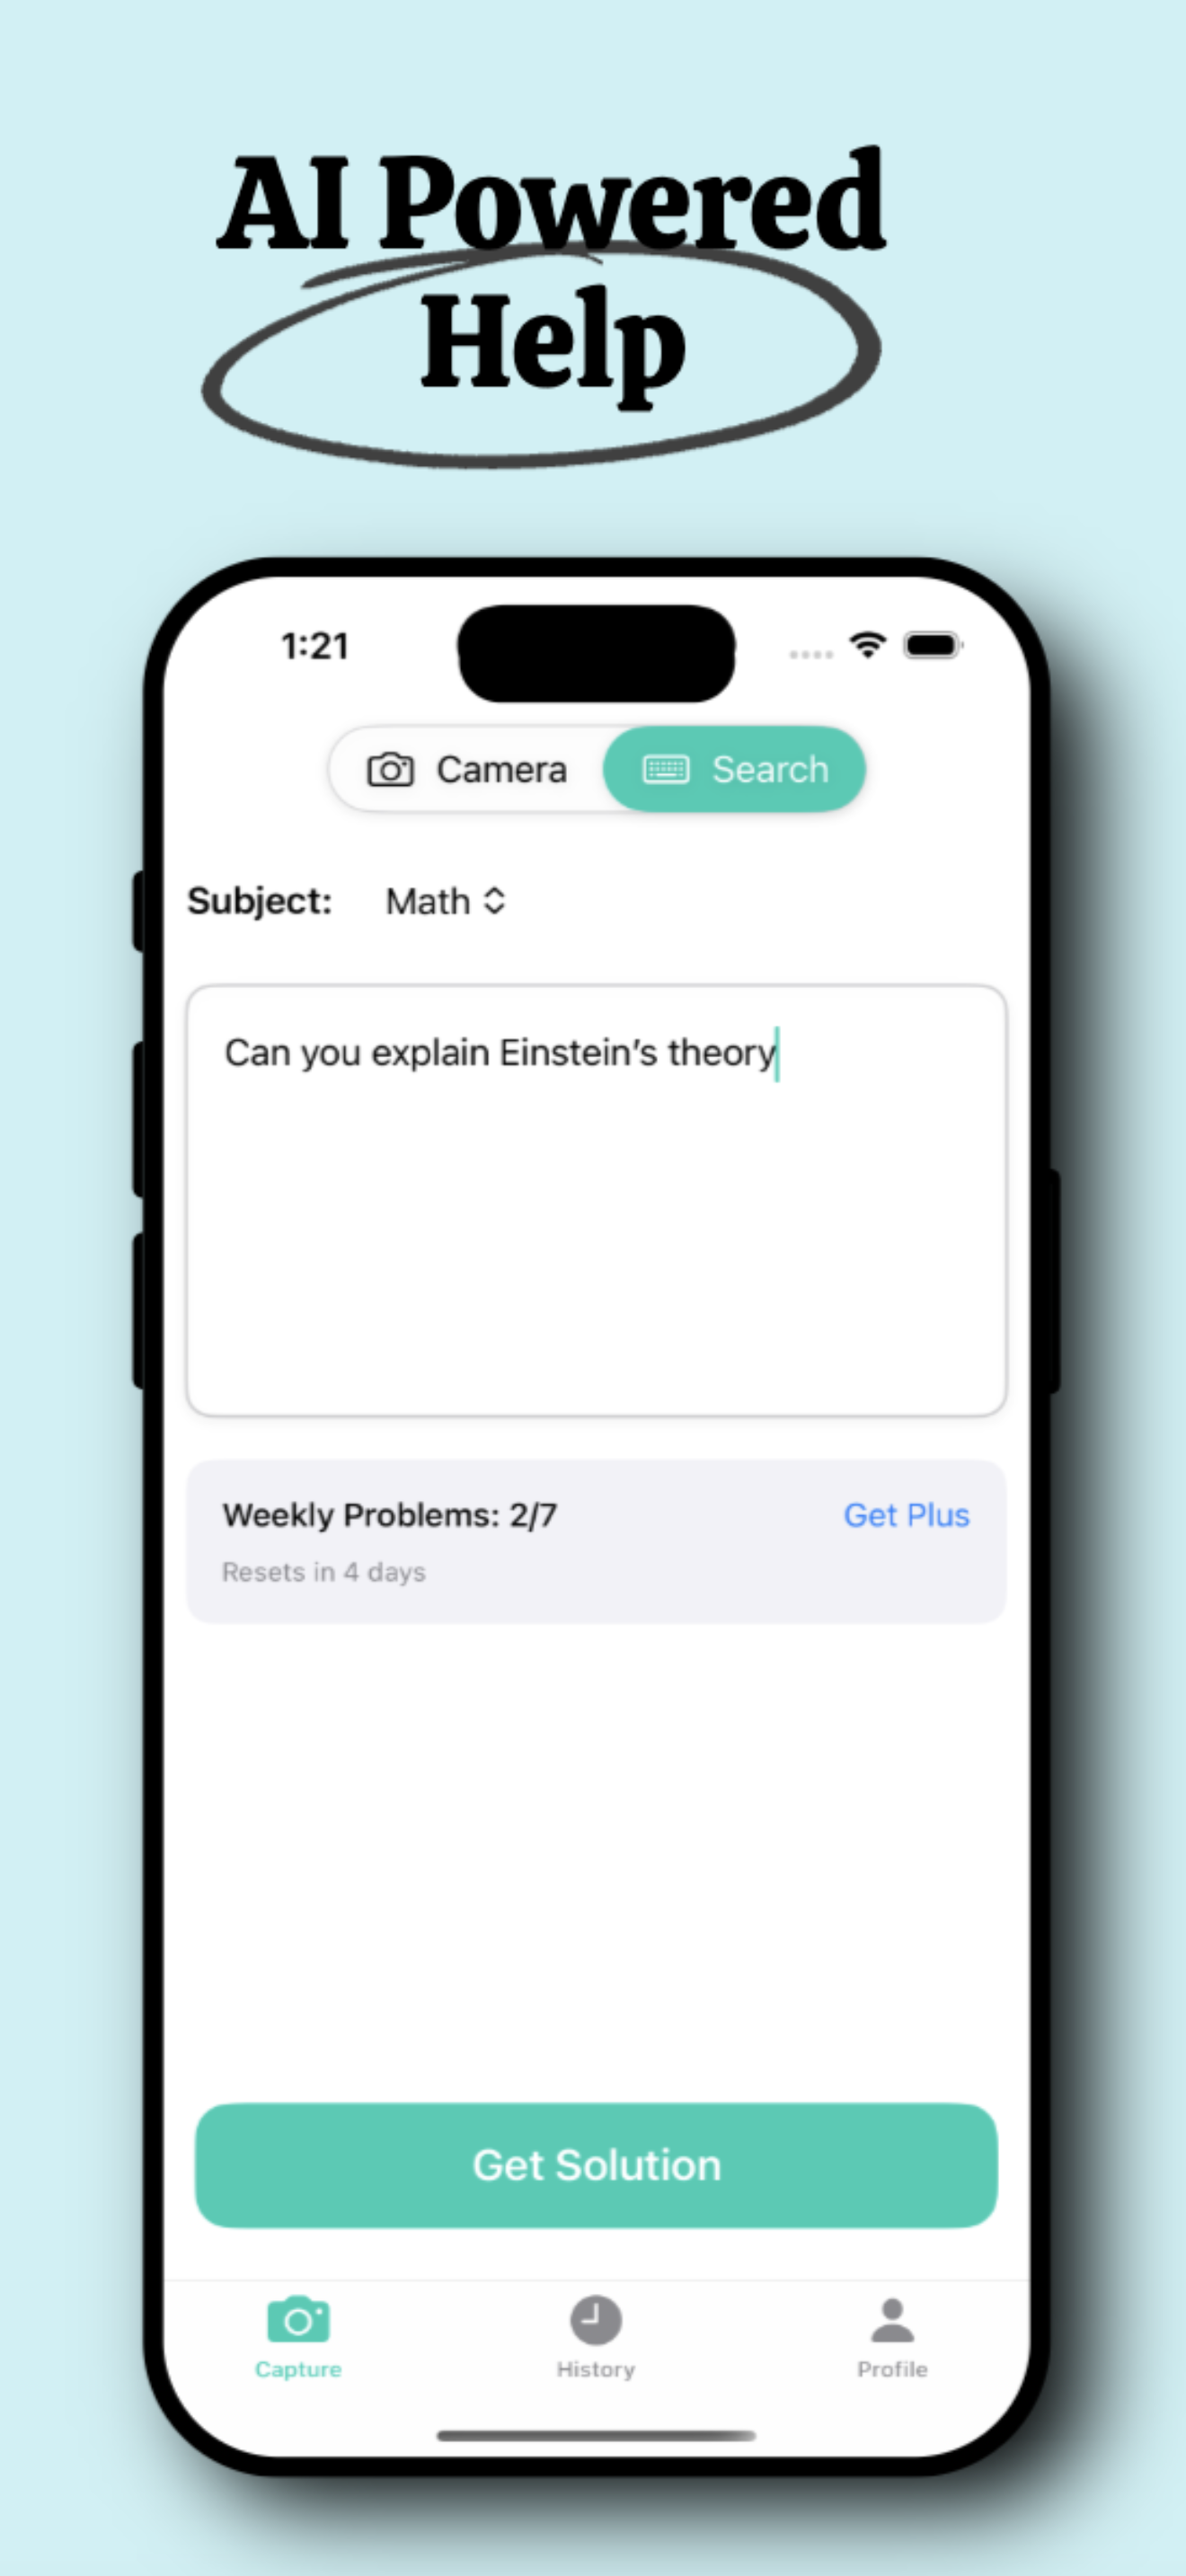 AI Powered
Help
1:21
Camera
Search
Subject: Math
Can you explain Einstein’s theory
Weekly Problems: 2/7
Get Plus
Resets in 4 days
Get Solution
Capture
History
Profile